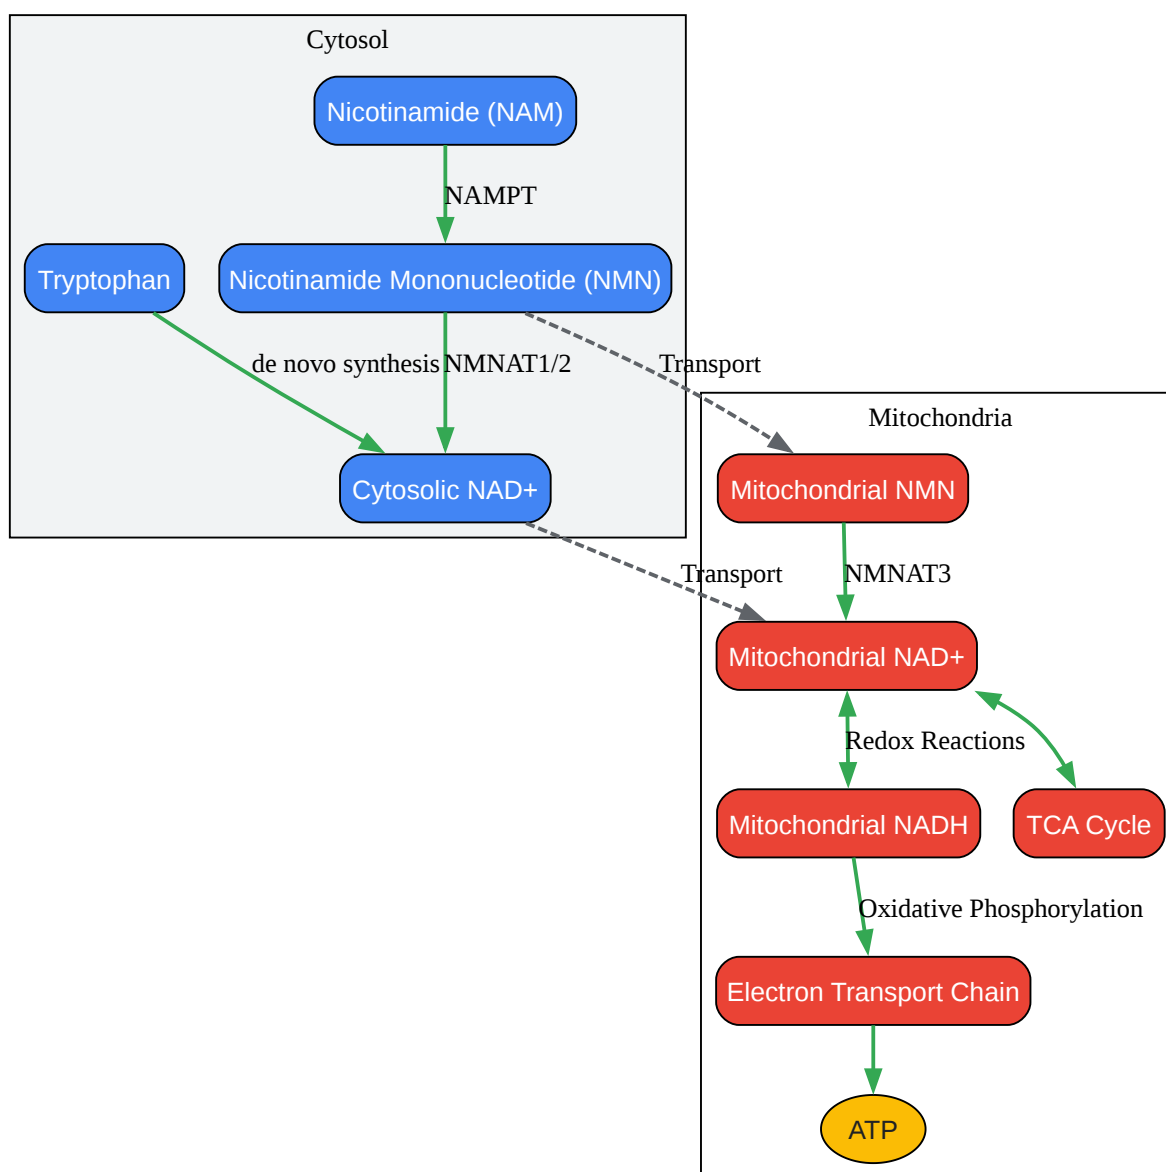 Cytosol
Nicotinamide (NAM)
NAMPT
Tryptophan
Nicotinamide Mononucleotide (NMN)
de novo synthesis
NMNAT1/2
Transport
Mitochondria
Cytosolic NAD+
Mitochondrial NMN
Transport
NMNAT3
Mitochondrial NAD+
Redox Reactions
Mitochondrial NADH
TCA Cycle
Oxidative Phosphorylation
Electron Transport Chain
ATP